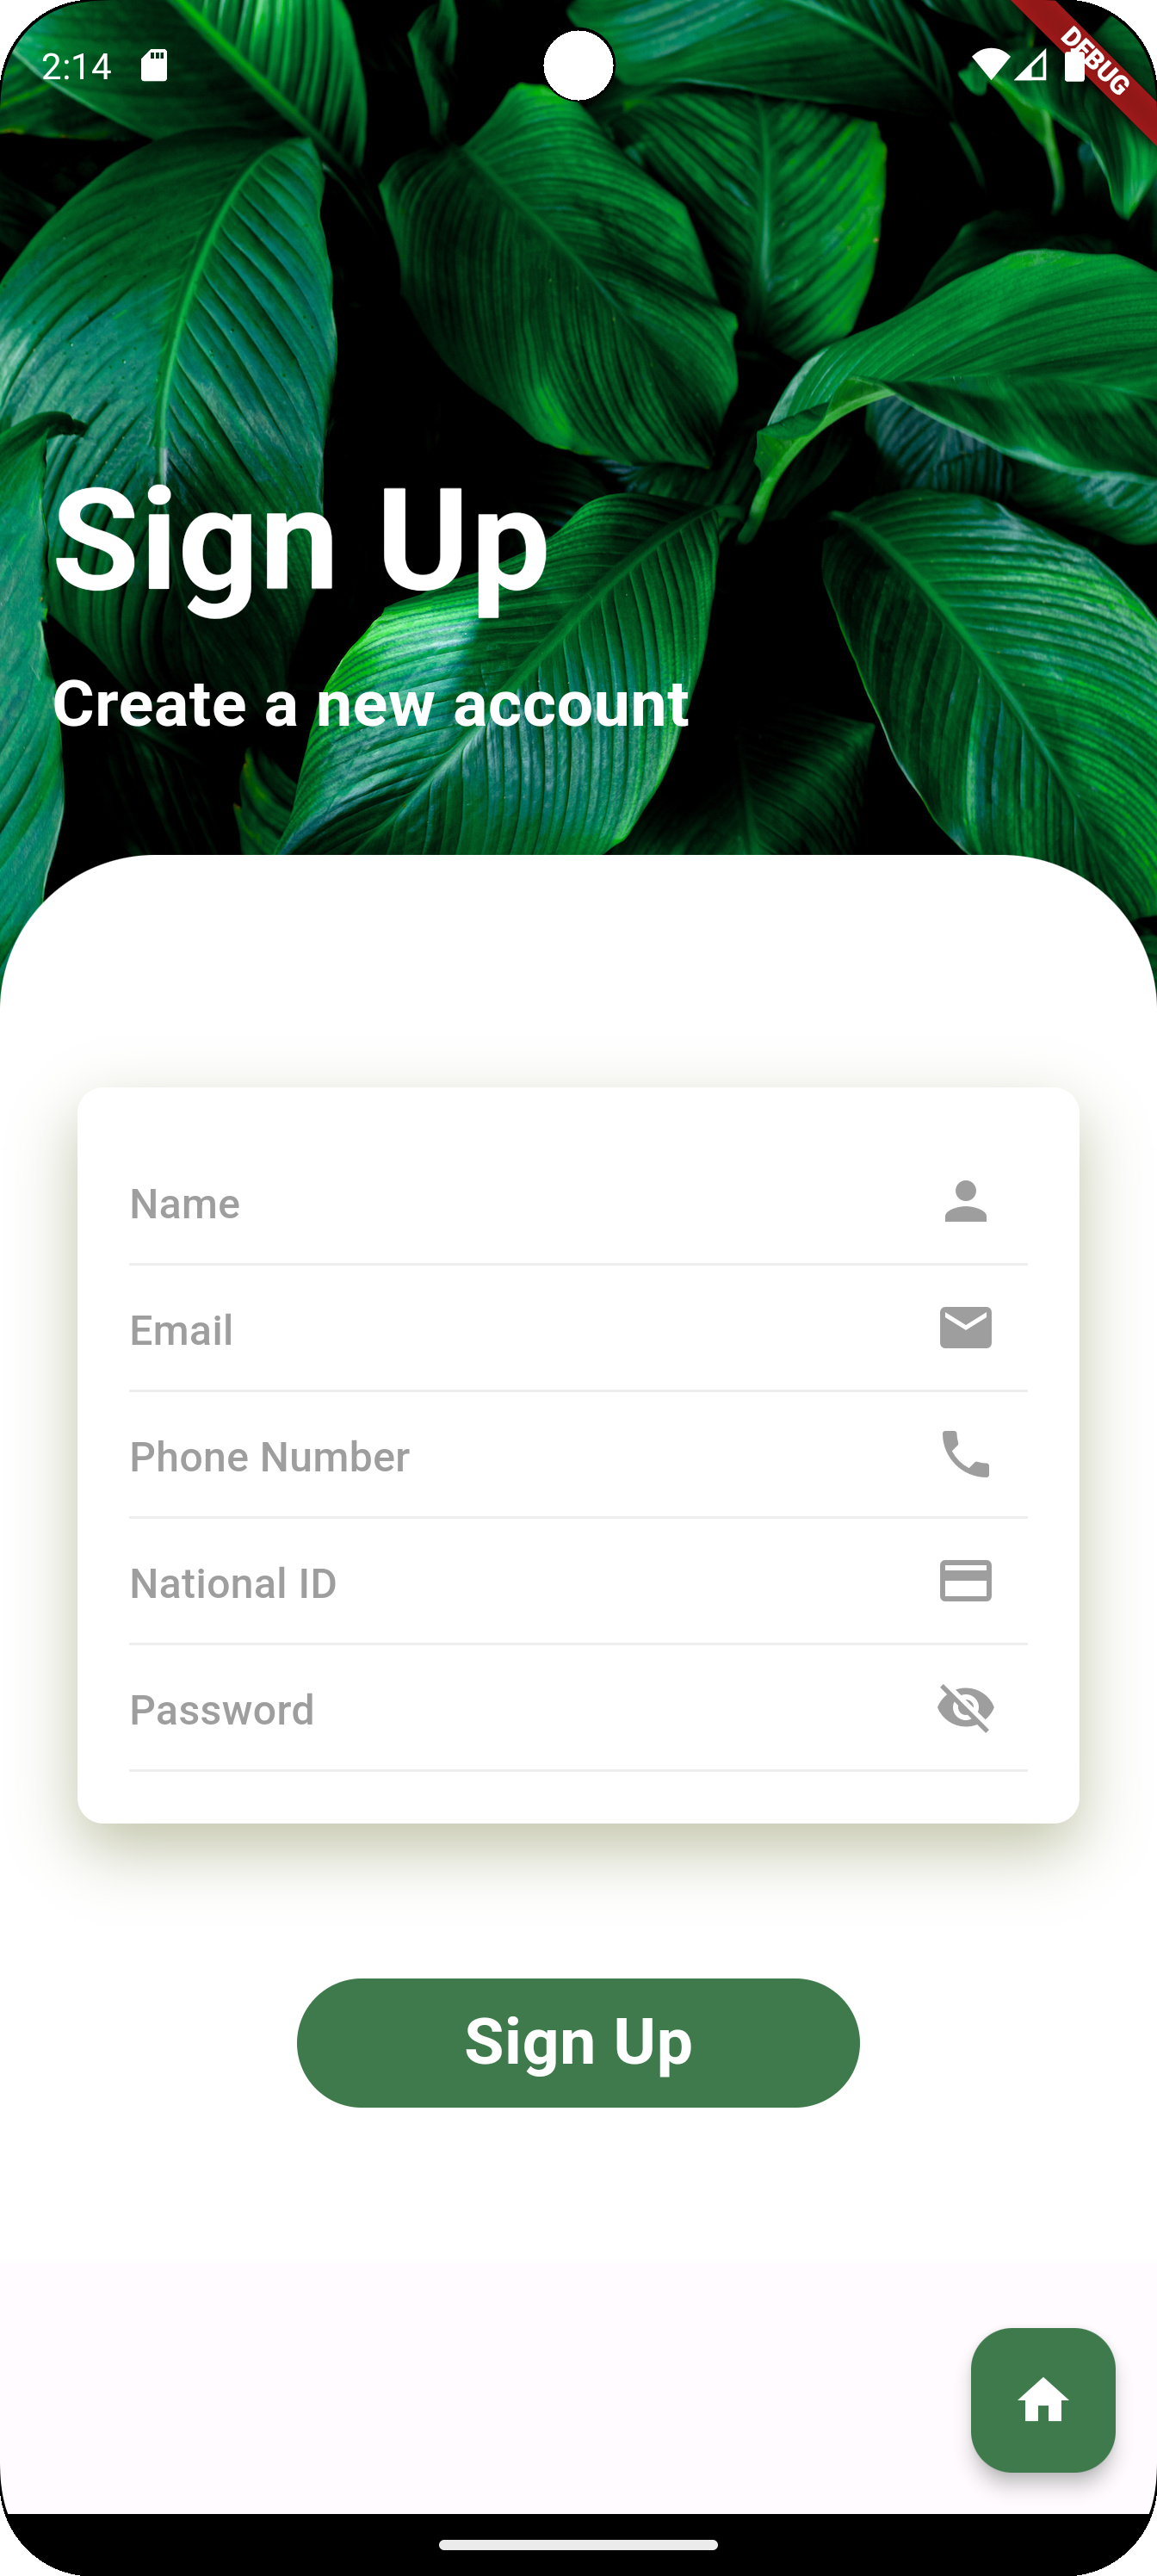 2:14
DEBUG
Sign Up
Create a new account
Name
Email
Phone Number
National ID
Password
Sign Up